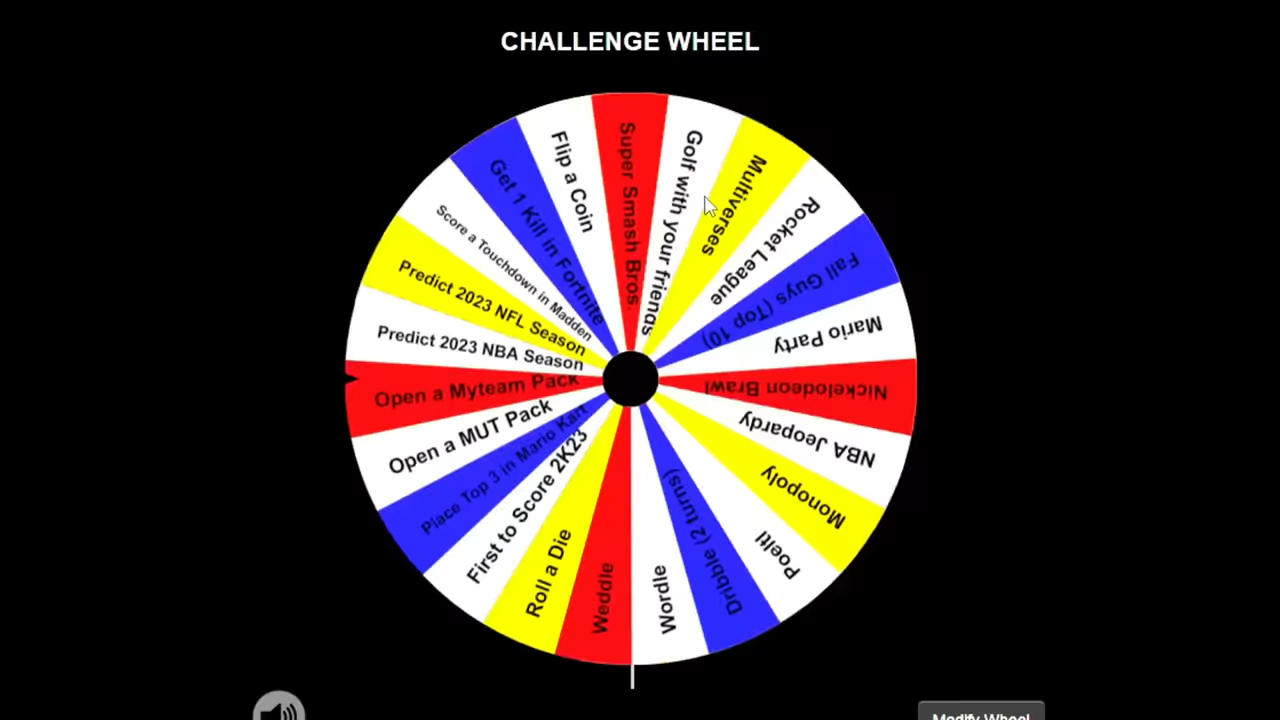 CHALLENGE WHEEL
Super Smash Bros.
Golf with your friends
Multiverses
Rocket League
Fall Guys (Top 10)
Mario Party
Nickelodeon Brawl
NBA Jeopardy
Monopoly
Poelt!
Dribble (2 turns)
Wordle
Weddle
Roll a Die
First to Score 2K23
Place Top 3 in Mario Kart
Open a MUT Pack
Open a Myteam Pack
Predict 2023 NBA Season
Predict 2023 NFL Season
Score a Touchdown in Madden
Get 1 Kill in Fortnite
Flip a Coin
Modify Wheel